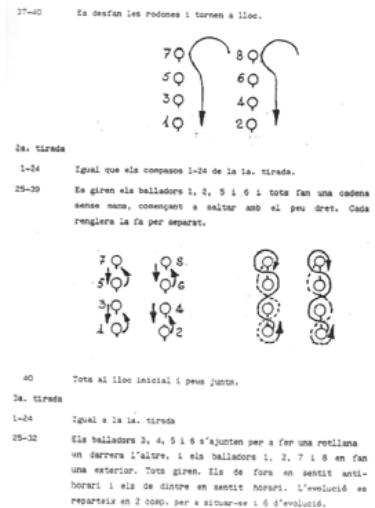 37-40 Es desfan les rodones i tornen a lloc.
7 8
5 6
3 4
1 2
2a. tirada
1-24 Igual que els compasos 1-24 de la 1a. tirada.
25-39 Es giren els balladors 1, 2, 5 i 6 i tots fan una cadena
sense mans, començant a saltar amb el peu dret. Cada
renglera la fa per separat.
7 8
5 6
3 4
1 2
40 Tots al lloc inicial i peus junts.
3a. tirada
1-24 Igual a la 1a. tirada
25-32 Els balladors 3, 4, 5 i 6 s'ajunten per a fer una rotllana
un darrera l'altre, i els balladors 1, 2, 7 i 8 en fan
una exterior. Tots giren. Els de fora en sentit anti-
horari i els de dintre en sentit horari. L'evolució es
reparteix en 2 comp. per a situar-se i 6 d'evolució.